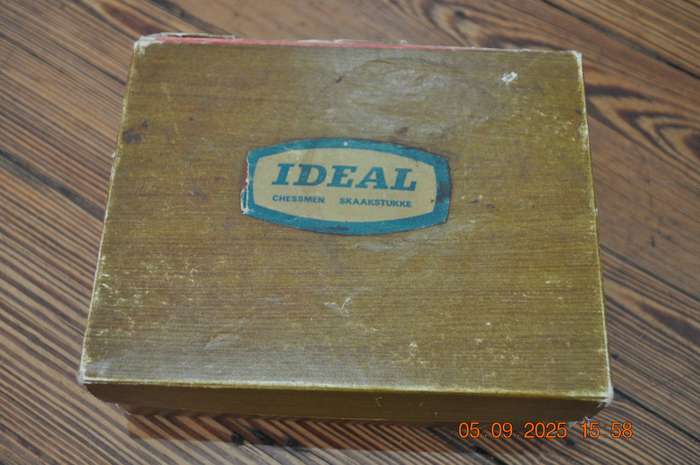 IDEAL
CHESSMEN SKAAKSTUKKE
05.09.2025 15 58